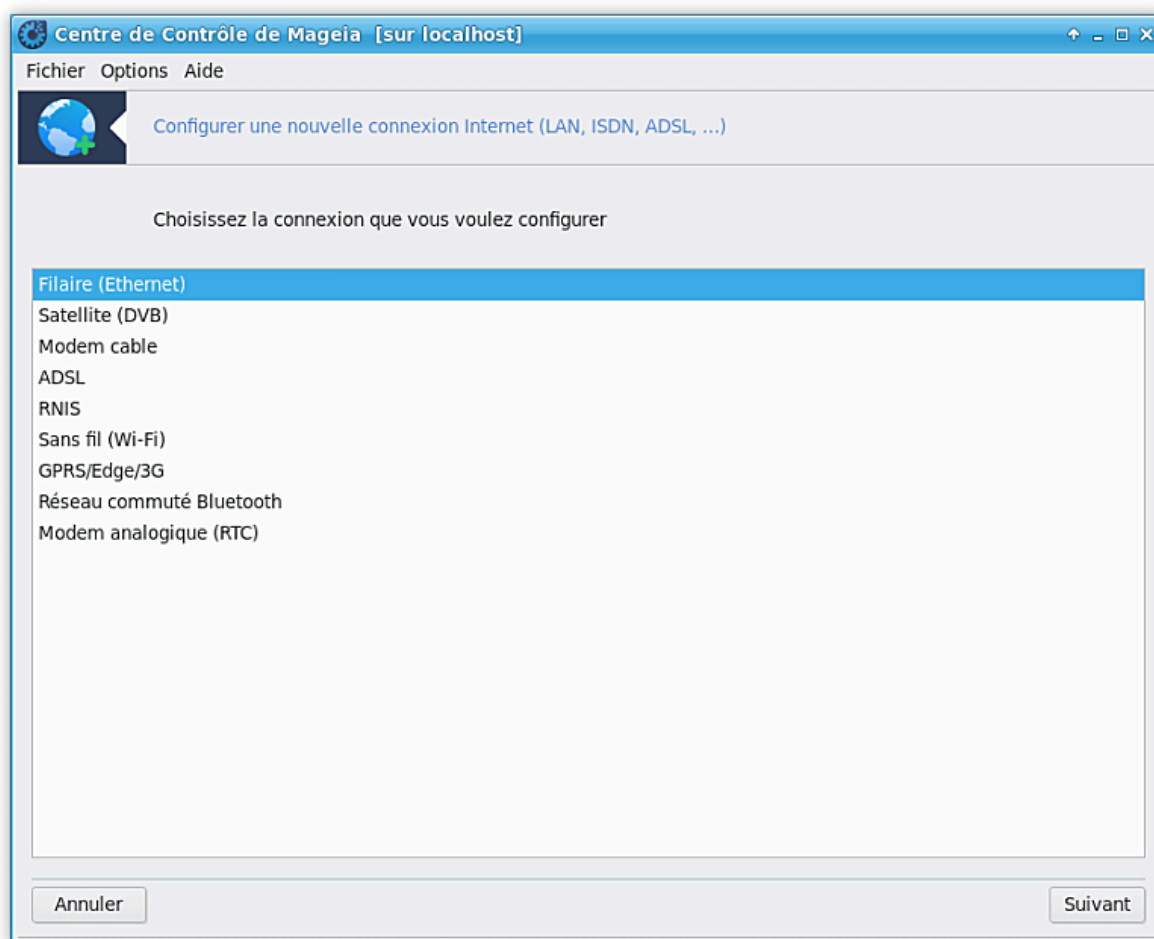 Centre de Contrôle de Mageia [sur localhost]
Fichier Options Aide
Configurer une nouvelle connexion Internet (LAN, ISDN, ADSL, ...)
Choisissez la connexion que vous voulez configurer
Filaire (Ethernet)
Satellite (DVB)
Modem cable
ADSL
RNIS
Sans fil (Wi-Fi)
GPRS/Edge/3G
Réseau commuté Bluetooth
Modem analogique (RTC)
Annuler Suivant